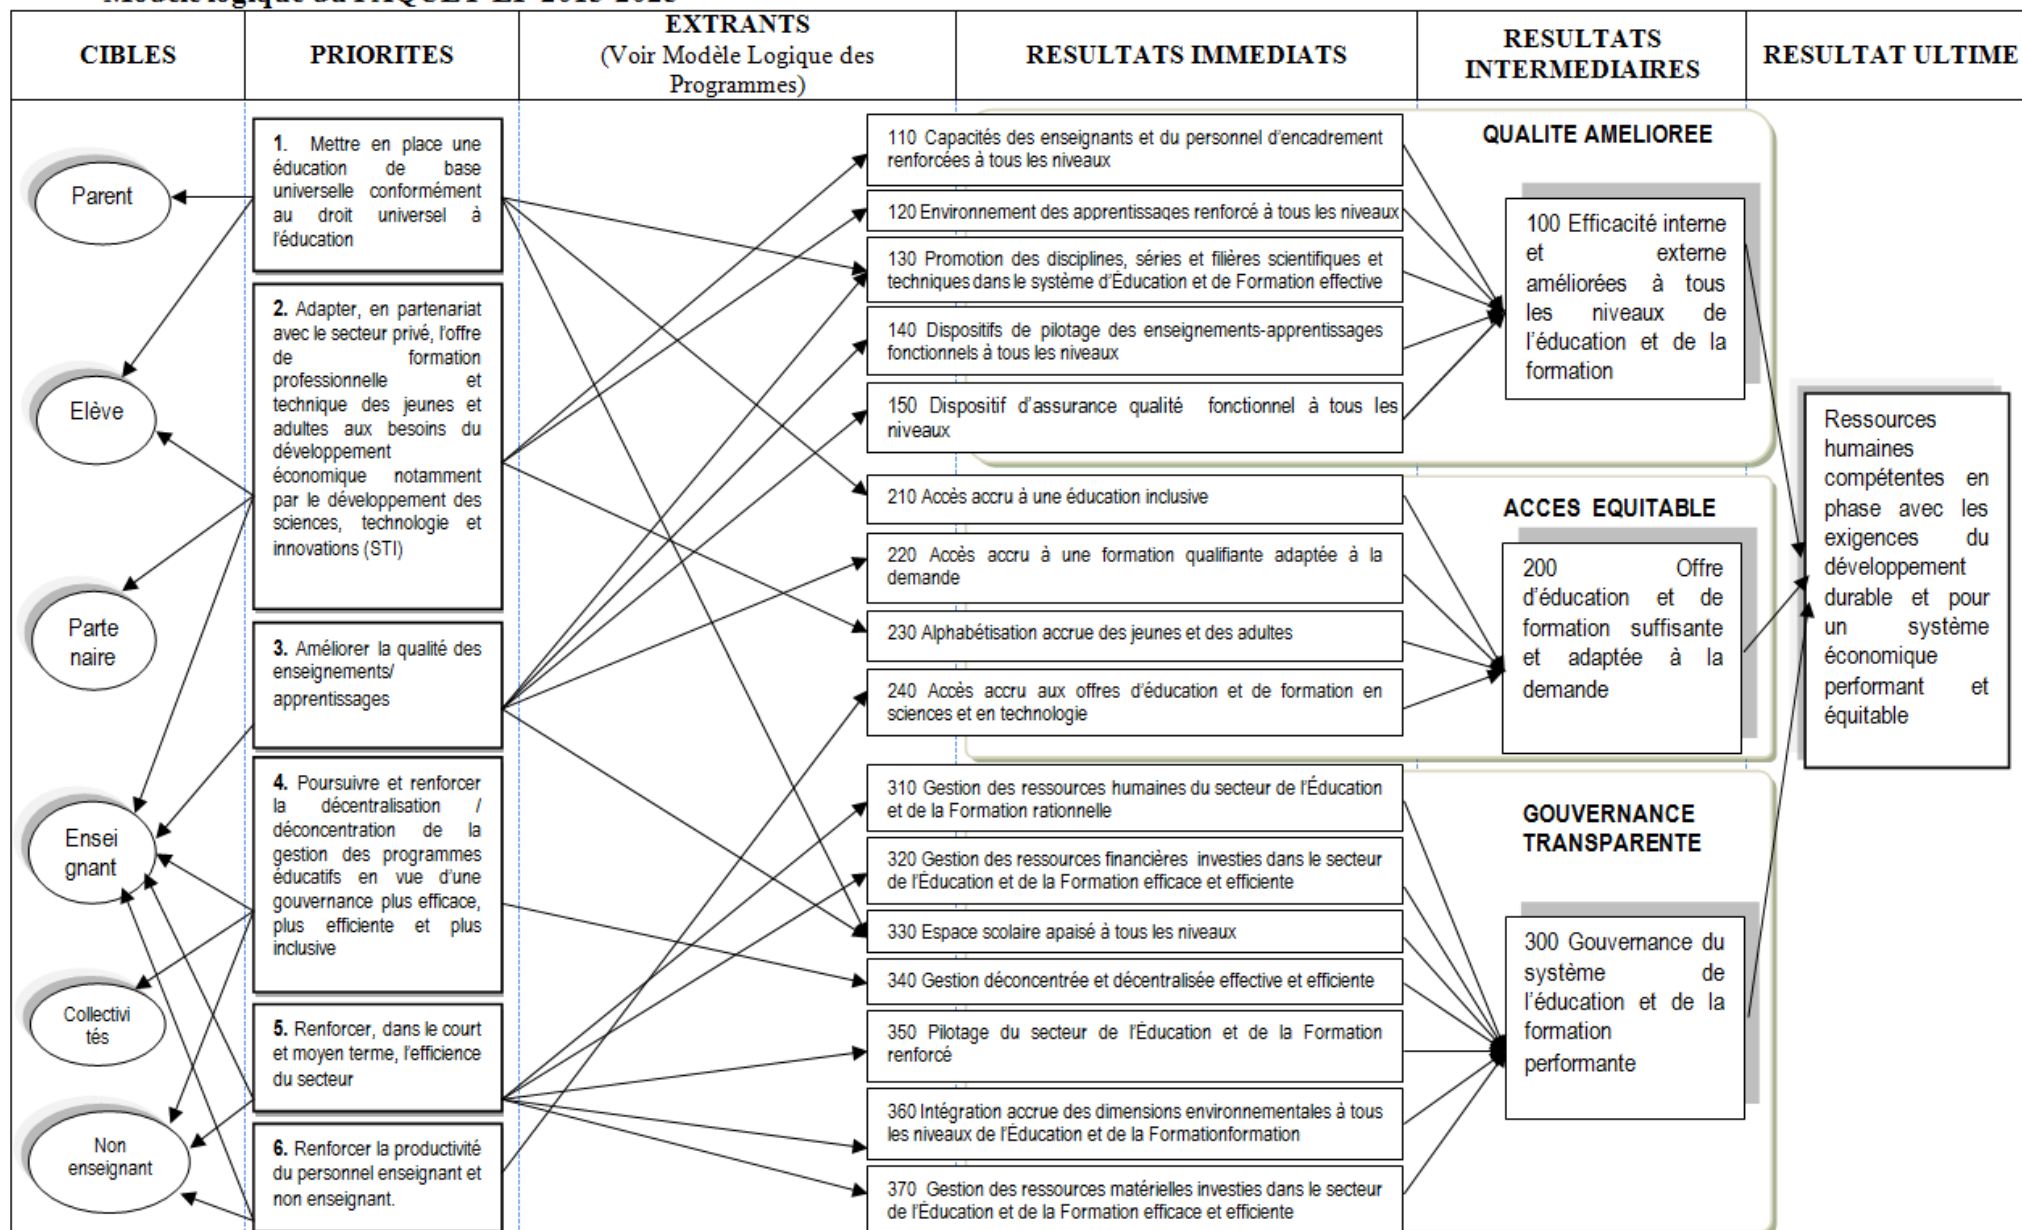 Modèle logique du PAQUET-EF 2013-2025
CIBLES
PRIORITES
EXTRANTS
(Voir Modèle Logique des
Programmes)
RESULTATS IMMEDIATS
RESULTATS
INTERMEDIAIRES
RESULTAT ULTIME
Parent
Elève
Parte
naire
Ensei
gnant
Collectivi
tés
Non
enseignant
1. Mettre en place une
éducation de base
universelle conformément
au droit universel à
l'éducation
2. Adapter, en partenariat
avec le secteur privé, l'offre
de formation
professionnelle et
technique des jeunes et
adultes aux besoins du
développement
économique notamment
par le développement des
sciences, technologie et
innovations (STI)
3. Améliorer la qualité des
enseignements/
apprentissages
4. Poursuivre et renforcer
la décentralisation /
déconcentration de la
gestion des programmes
éducatifs en vue d'une
gouvernance plus efficace,
plus efficiente et plus
inclusive
5. Renforcer, dans le court
et moyen terme, l'efficience
du secteur
6. Renforcer la productivité
du personnel enseignant et
non enseignant.
110 Capacités des enseignants et du personnel d'encadrement
renforcées à tous les niveaux
120 Environnement des apprentissages renforcé à tous les niveaux
130 Promotion des disciplines, séries et filières scientifiques et
techniques dans le système d'Éducation et de Formation effective
140 Dispositifs de pilotage des enseignements-apprentissages
fonctionnels à tous les niveaux
150 Dispositif d'assurance qualité fonctionnel à tous les
niveaux
210 Accès accru à une éducation inclusive
220 Accès accru à une formation qualifiante adaptée à la
demande
230 Alphabétisation accrue des jeunes et des adultes
240 Accès accru aux offres d'éducation et de formation en
sciences et en technologie
310 Gestion des ressources humaines du secteur de l'Éducation
et de la Formation rationnelle
320 Gestion des ressources financières investies dans le secteur
de l'Éducation et de la Formation efficace et efficiente
330 Espace scolaire apaisé à tous les niveaux
340 Gestion déconcentrée et décentralisée effective et efficiente
350 Pilotage du secteur de l'Éducation et de la Formation
renforcé
360 Intégration accrue des dimensions environnementales à tous
les niveaux de l'Éducation et de la Formationformation
370 Gestion des ressources matérielles investies dans le secteur
de l'Éducation et de la Formation efficace et efficiente
QUALITE AMELIOREE
100 Efficacité interne
et externe
améliorées à tous
les niveaux de
l'éducation et de la
formation
ACCES EQUITABLE
200 Offre
d'éducation et de
formation suffisante
et adaptée à la
demande
GOUVERNANCE
TRANSPARENTE
300 Gouvernance du
système de
l'éducation et de la
formation
performante
Ressources
humaines
compétentes en
phase avec les
exigences du
développement
durable et pour
un système
économique
performant et
équitable